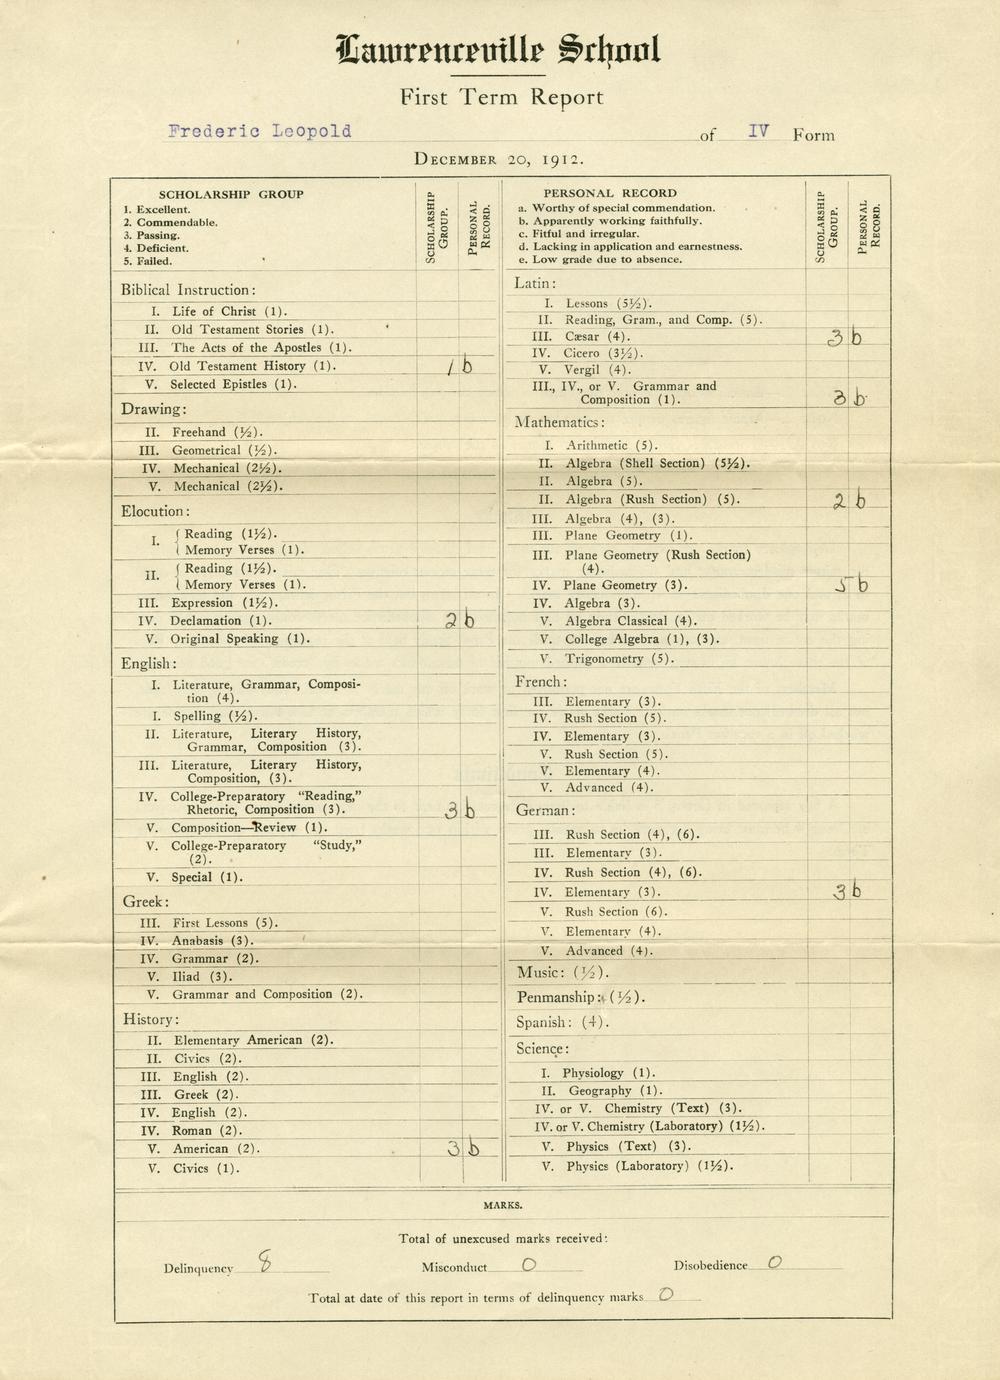 Lawrenceville School
First Term Report
Frederic Leopold of IV Form
DECEMBER 20, 1912.
SCHOLARSHIP GROUP
1. Excellent.
2. Commendable.
3. Passing.
4. Deficient.
5. Failed.
SCHOLARSHIP GROUP.
PERSONAL RECORD.
Biblical Instruction:
I. Life of Christ (1).
II. Old Testament Stories (1).
III. The Acts of the Apostles (1).
IV. Old Testament History (1). 1 b
V. Selected Epistles (1).
Drawing:
II. Freehand (½).
III. Geometrical (½).
IV. Mechanical (2½).
V. Mechanical (2½).
Elocution:
I. { Reading (1½).
{ Memory Verses (1).
II. { Reading (1½).
{ Memory Verses (1).
III. Expression (1½).
IV. Declamation (1). 2 b
V. Original Speaking (1).
English:
I. Literature, Grammar, Composi-
tion (4).
I. Spelling (½).
II. Literature, Literary History,
Grammar, Composition (3).
III. Literature, Literary History,
Composition, (3).
IV. College-Preparatory "Reading,"
Rhetoric, Composition (3). 3 b
V. Composition—Review (1).
V. College-Preparatory "Study,"
(2).
V. Special (1).
Greek:
III. First Lessons (5).
IV. Anabasis (3).
IV. Grammar (2).
V. Iliad (3).
V. Grammar and Composition (2).
History:
II. Elementary American (2).
II. Civics (2).
III. English (2).
III. Greek (2).
IV. English (2).
IV. Roman (2).
V. American (2). 3 b
V. Civics (1).
PERSONAL RECORD
a. Worthy of special commendation.
b. Apparently working faithfully.
c. Fitful and irregular.
d. Lacking in application and earnestness.
e. Low grade due to absence.
SCHOLARSHIP GROUP.
PERSONAL RECORD.
Latin:
I. Lessons (5½).
II. Reading, Gram., and Comp. (5).
III. Cæsar (4). 3 b
IV. Cicero (3½).
V. Vergil (4).
III., IV., or V. Grammar and
Composition (1). 3 b
Mathematics:
I. Arithmetic (5).
II. Algebra (Shell Section) (5½).
II. Algebra (5).
II. Algebra (Rush Section) (5). 2 b
III. Algebra (4), (3).
III. Plane Geometry (1).
III. Plane Geometry (Rush Section)
(4).
IV. Plane Geometry (3). 5 b
IV. Algebra (3).
V. Algebra Classical (4).
V. College Algebra (1), (3).
V. Trigonometry (5).
French:
III. Elementary (3).
IV. Rush Section (5).
IV. Elementary (3).
V. Rush Section (5).
V. Elementary (4).
V. Advanced (4).
German:
III. Rush Section (4), (6).
III. Elementary (3).
IV. Rush Section (4), (6).
IV. Elementary (3). 3 b
V. Rush Section (6).
V. Elementary (4).
V. Advanced (4).
Music: (½).
Penmanship: (½).
Spanish: (4).
Science:
I. Physiology (1).
II. Geography (1).
IV. or V. Chemistry (Text) (3).
IV. or V. Chemistry (Laboratory) (1½).
V. Physics (Text) (3).
V. Physics (Laboratory) (1½).
MARKS.
Total of unexcused marks received:
Delinquency 8 Misconduct 0 Disobedience 0
Total at date of this report in terms of delinquency marks 0